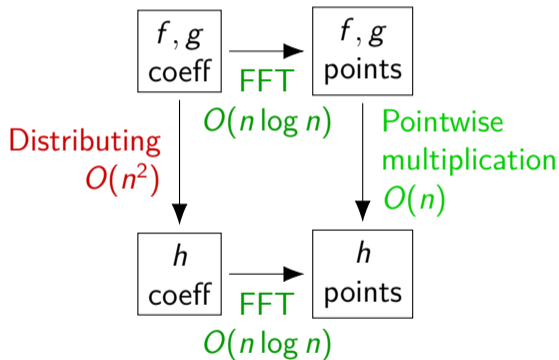 f, g
coeff
f, g
points
FFT
O(n log n)
Distributing
O(n²)
Pointwise
multiplication
O(n)
h
coeff
h
points
FFT
O(n log n)